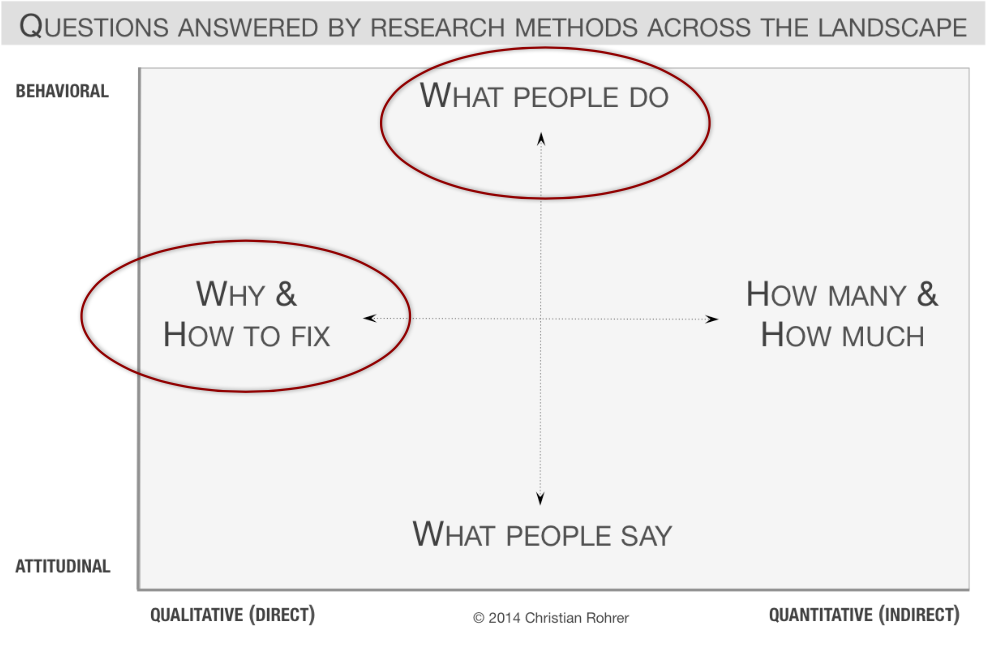 QUESTIONS ANSWERED BY RESEARCH METHODS ACROSS THE LANDSCAPE
BEHAVIORAL
WHAT PEOPLE DO
WHY &
HOW TO FIX
HOW MANY &
HOW MUCH
WHAT PEOPLE SAY
ATTITUDINAL
QUALITATIVE (DIRECT)
© 2014 Christian Rohrer
QUANTITATIVE (INDIRECT)